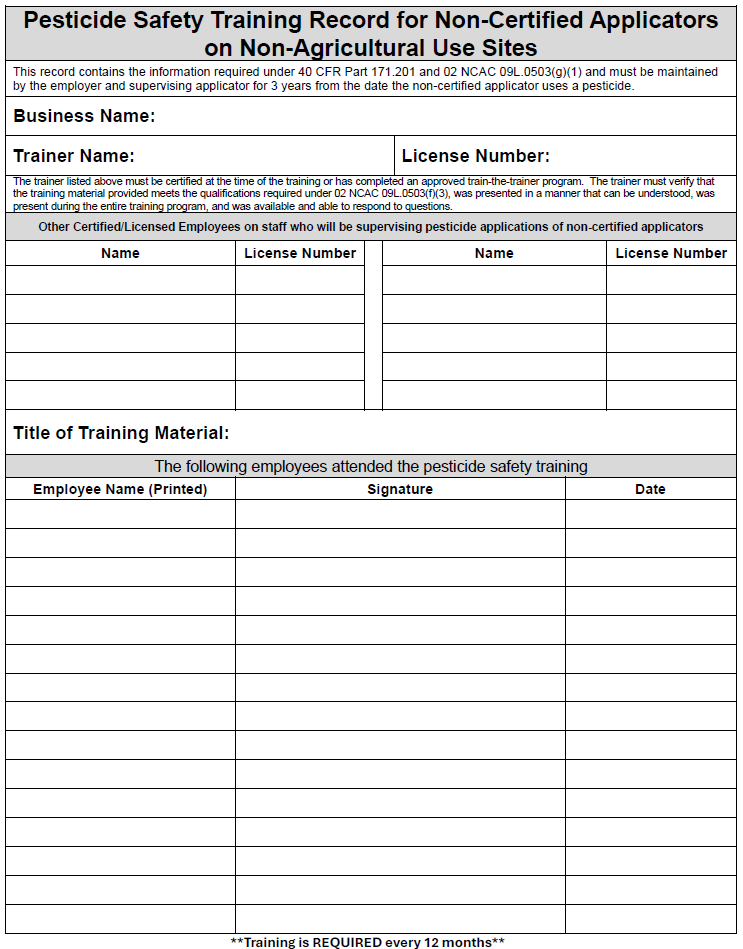 Pesticide Safety Training Record for Non-Certified Applicators
on Non-Agricultural Use Sites
This record contains the information required under 40 CFR Part 171.201 and 02 NCAC 09L.0503(g)(1) and must be maintained
by the employer and supervising applicator for 3 years from the date the non-certified applicator uses a pesticide.
Business Name:
Trainer Name: License Number:
The trainer listed above must be certified at the time of the training or has completed an approved train-the-trainer program. The trainer must verify that
the training material provided meets the qualifications required under 02 NCAC 09L.0503(f)(3), was presented in a manner that can be understood, was
present during the entire training program, and was available and able to respond to questions.
Other Certified/Licensed Employees on staff who will be supervising pesticide applications of non-certified applicators
Name License Number Name License Number
Title of Training Material:
The following employees attended the pesticide safety training
Employee Name (Printed) Signature Date
**Training is REQUIRED every 12 months**